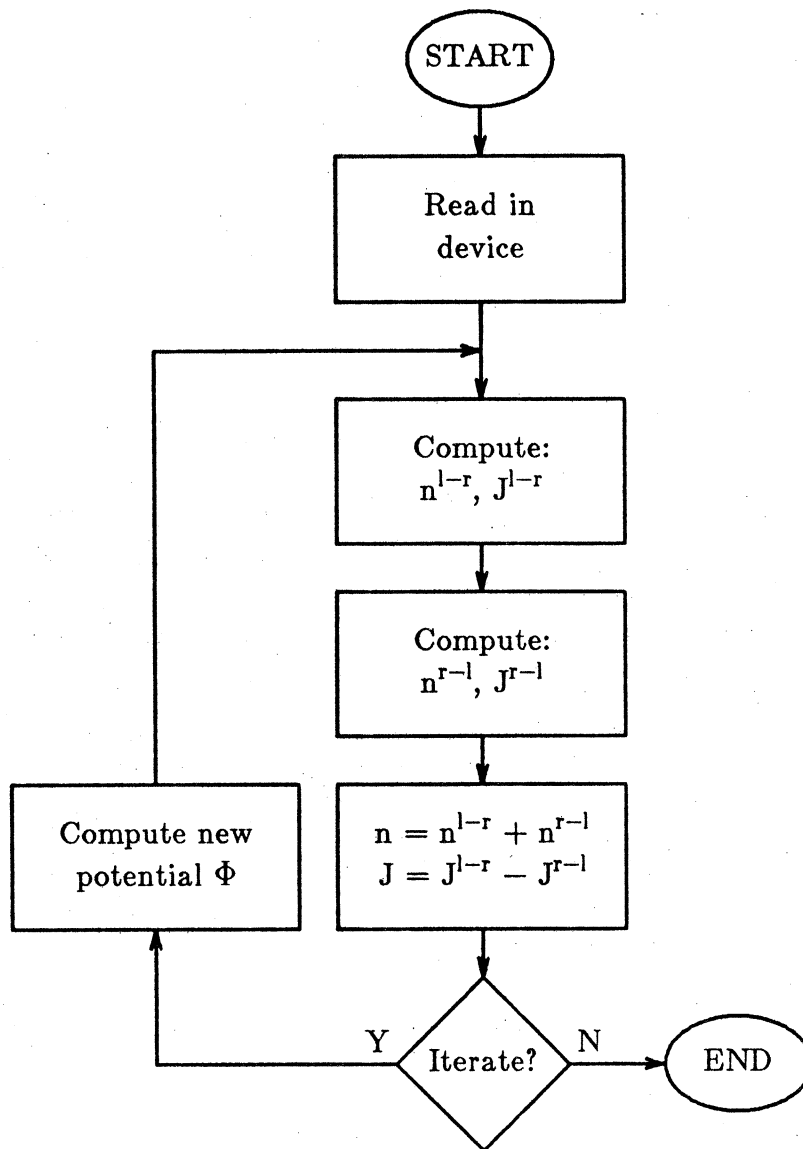 START
Read in
device
Compute:
n^{l−r}, J^{l−r}
Compute:
n^{r−l}, J^{r−l}
n = n^{l−r} + n^{r−l}
J = J^{l−r} − J^{r−l}
Compute new
potential Φ
Y
Iterate?
N
END